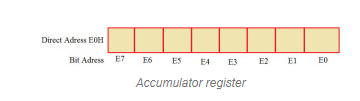 Direct Adress E0H
Bit Adress E7 E6 E5 E4 E3 E2 E1 E0
Accumulator register